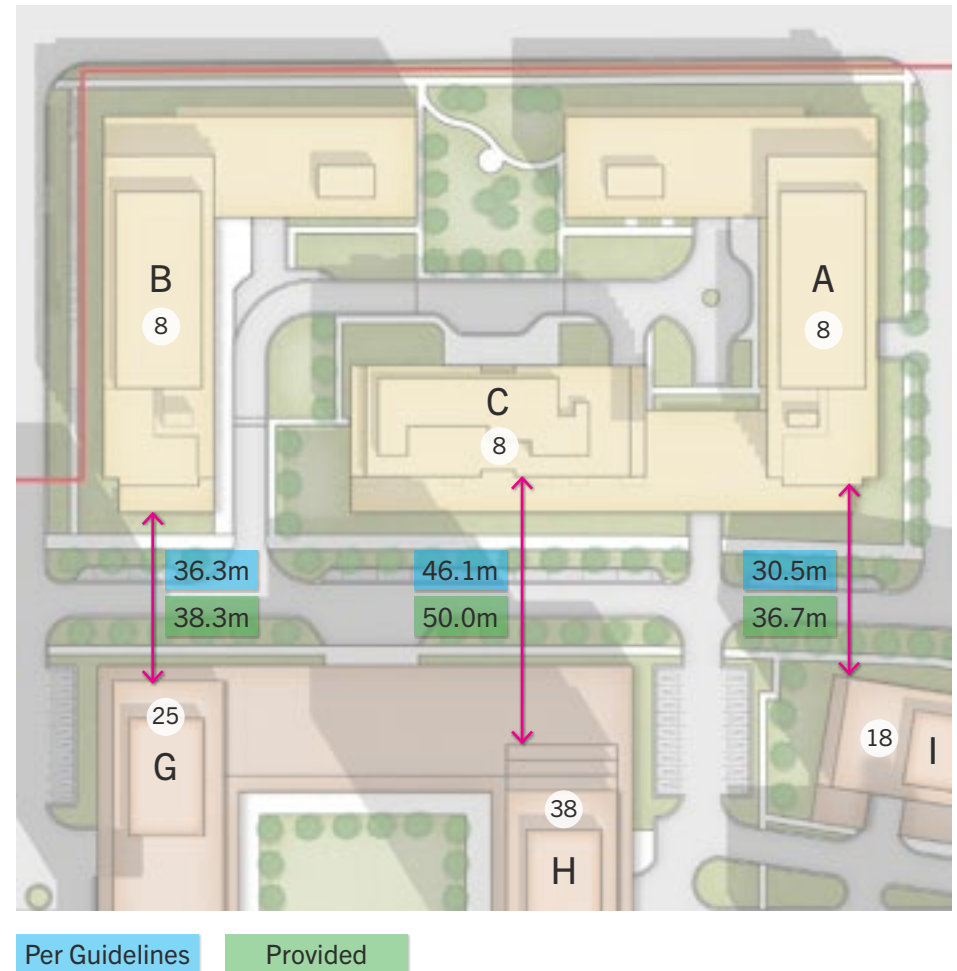 B
8
A
8
C
8
36.3m
38.3m
46.1m
50.0m
30.5m
36.7m
25
G
18
I
38
H
Per Guidelines
Provided